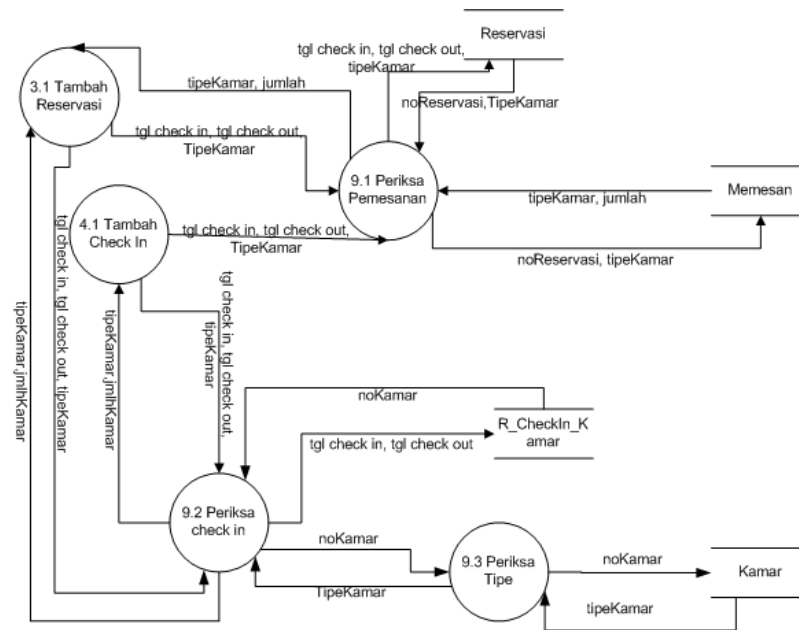 Reservasi
tgl check in, tgl check out,
tipeKamar
3.1 Tambah
Reservasi
tipeKamar, jumlah
noReservasi,TipeKamar
tgl check in, tgl check out,
TipeKamar
9.1 Periksa
Pemesanan
tipeKamar, jumlah
Memesan
4.1 Tambah
Check In
tgl check in, tgl check out,
TipeKamar
noReservasi, tipeKamar
tipeKamar,jmlhKamar
tgl check in, tgl check out, tipeKamar
tipeKamar,jmlhKamar
tgl check in, tgl check out,
tipeKamar
noKamar
R_CheckIn_K
amar
tgl check in, tgl check out
9.2 Periksa
check in
noKamar
9.3 Periksa
Tipe
noKamar
Kamar
TipeKamar
tipeKamar